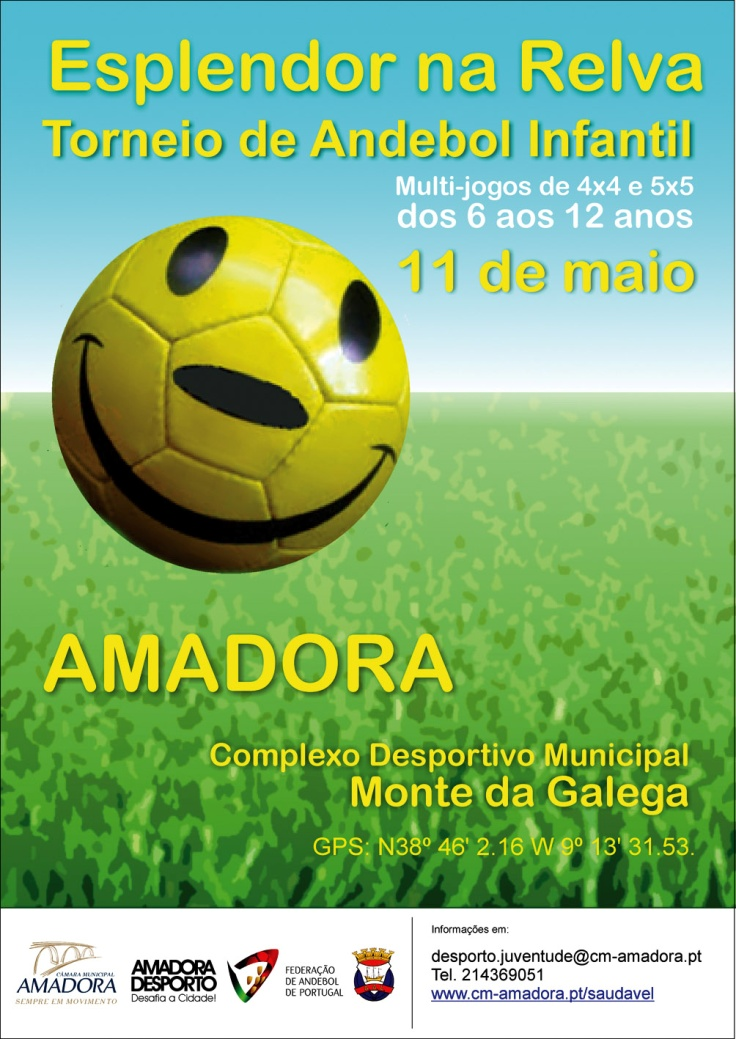 Esplendor na Relva
Torneio de Andebol Infantil
Multi-jogos de 4x4 e 5x5
dos 6 aos 12 anos
11 de maio
AMADORA
Complexo Desportivo Municipal
Monte da Galega
GPS: N38º 46' 2.16 W 9º 13' 31.53.
CÂMARA MUNICIPAL
AMADORA
SEMPRE EM MOVIMENTO
AMADORA
DESPORTO
Desafia a Cidade!
FEDERAÇÃO
DE ANDEBOL
DE PORTUGAL
Informações em:
desporto.juventude@cm-amadora.pt
Tel. 214369051
www.cm-amadora.pt/saudavel